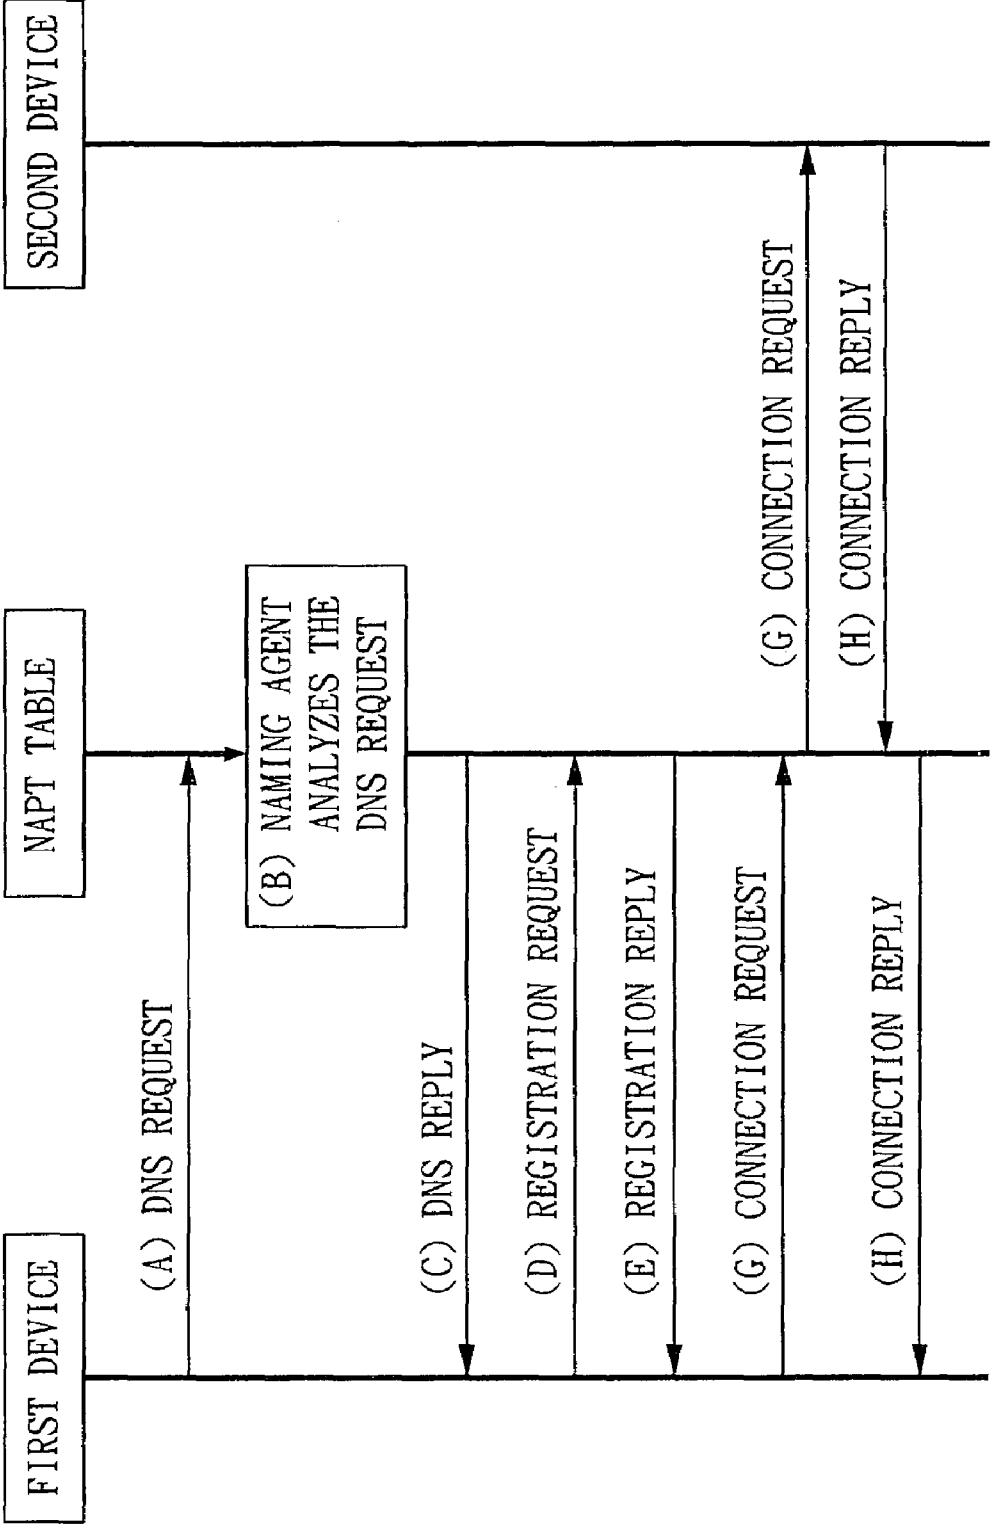 FIRST DEVICE
NAPT TABLE
SECOND DEVICE
(A) DNS REQUEST
(B) NAMING AGENT
ANALYZES THE
DNS REQUEST
(C) DNS REPLY
(D) REGISTRATION REQUEST
(E) REGISTRATION REPLY
(G) CONNECTION REQUEST
(G) CONNECTION REQUEST
(H) CONNECTION REPLY
(H) CONNECTION REPLY